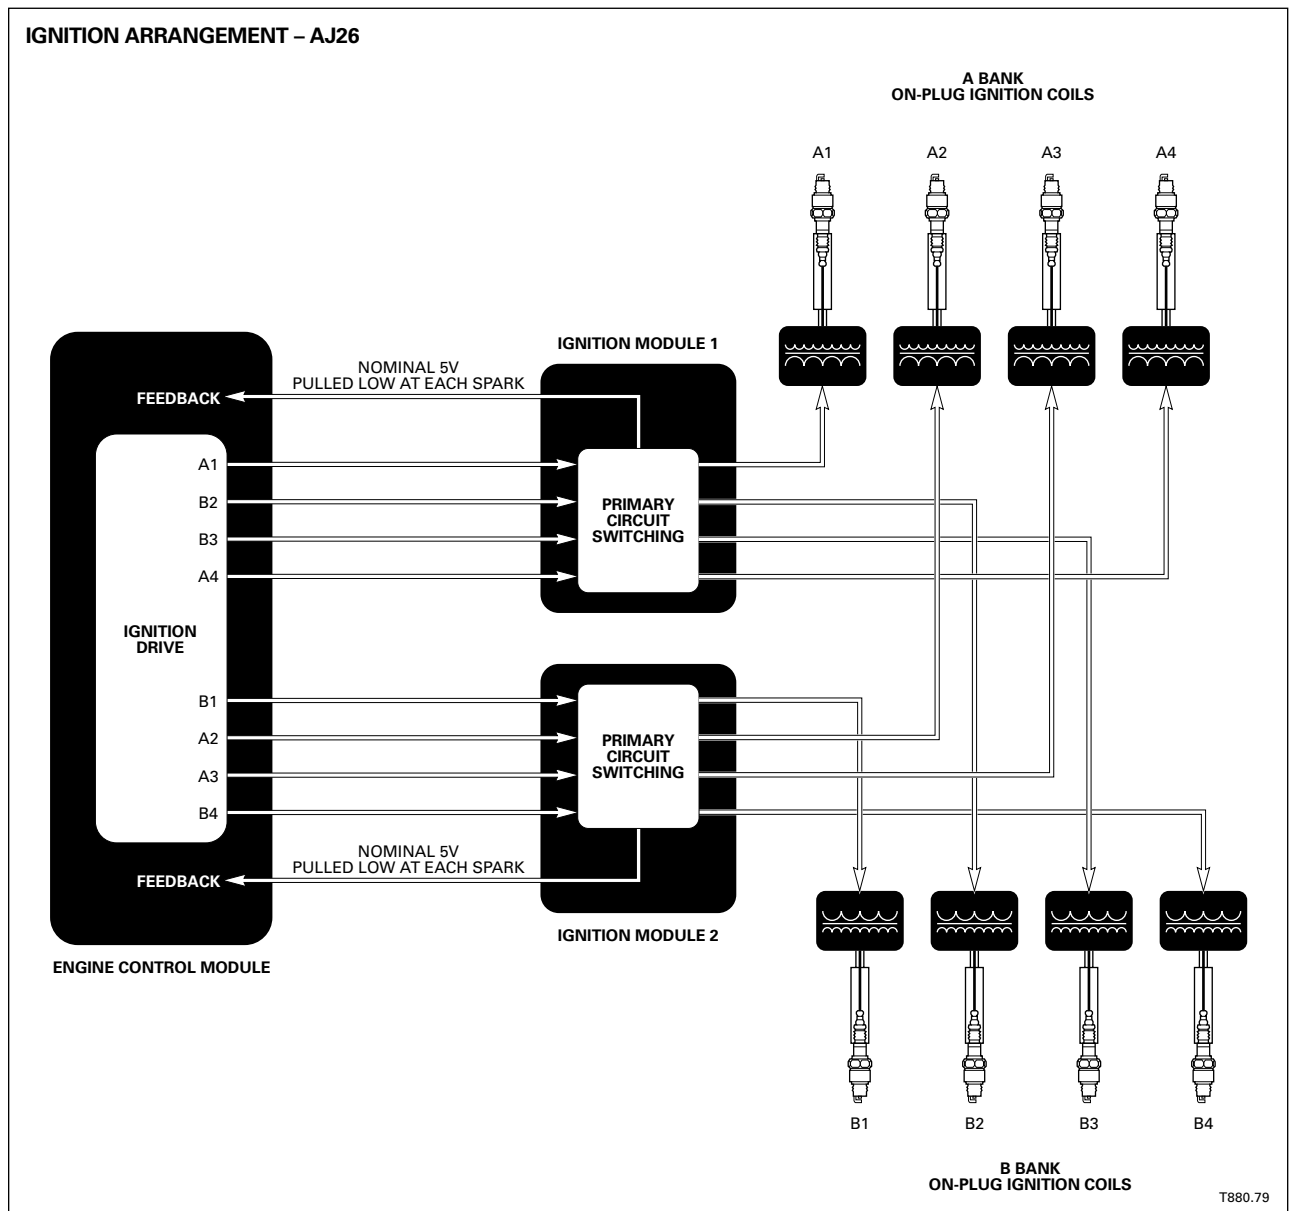 IGNITION ARRANGEMENT – AJ26
A BANK
ON-PLUG IGNITION COILS
A1
A2
A3
A4
IGNITION MODULE 1
NOMINAL 5V
PULLED LOW AT EACH SPARK
FEEDBACK
A1
B2
B3
A4
PRIMARY
CIRCUIT
SWITCHING
IGNITION
DRIVE
B1
A2
A3
B4
PRIMARY
CIRCUIT
SWITCHING
NOMINAL 5V
PULLED LOW AT EACH SPARK
FEEDBACK
IGNITION MODULE 2
ENGINE CONTROL MODULE
B1
B2
B3
B4
B BANK
ON-PLUG IGNITION COILS
T880.79